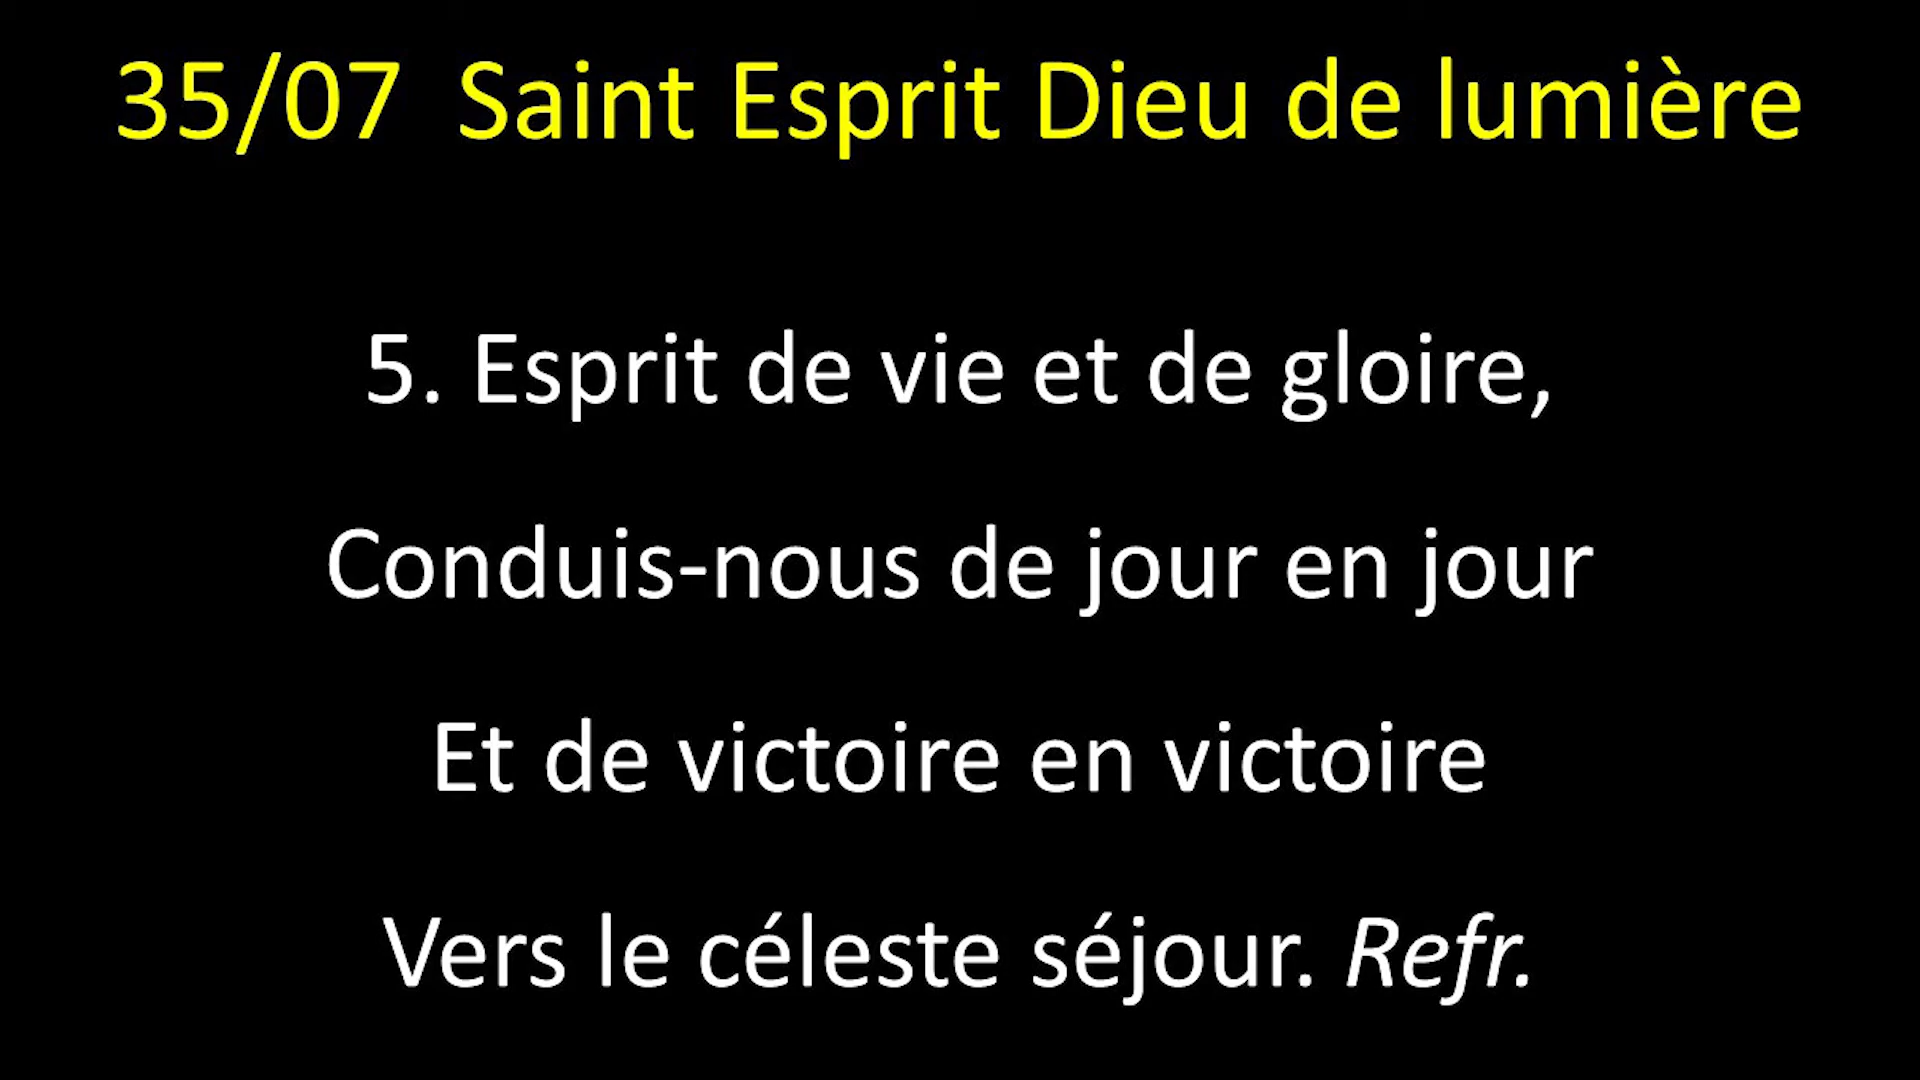 35/07 Saint Esprit Dieu de lumière
5. Esprit de vie et de gloire,
Conduis-nous de jour en jour
Et de victoire en victoire
Vers le céleste séjour. Refr.